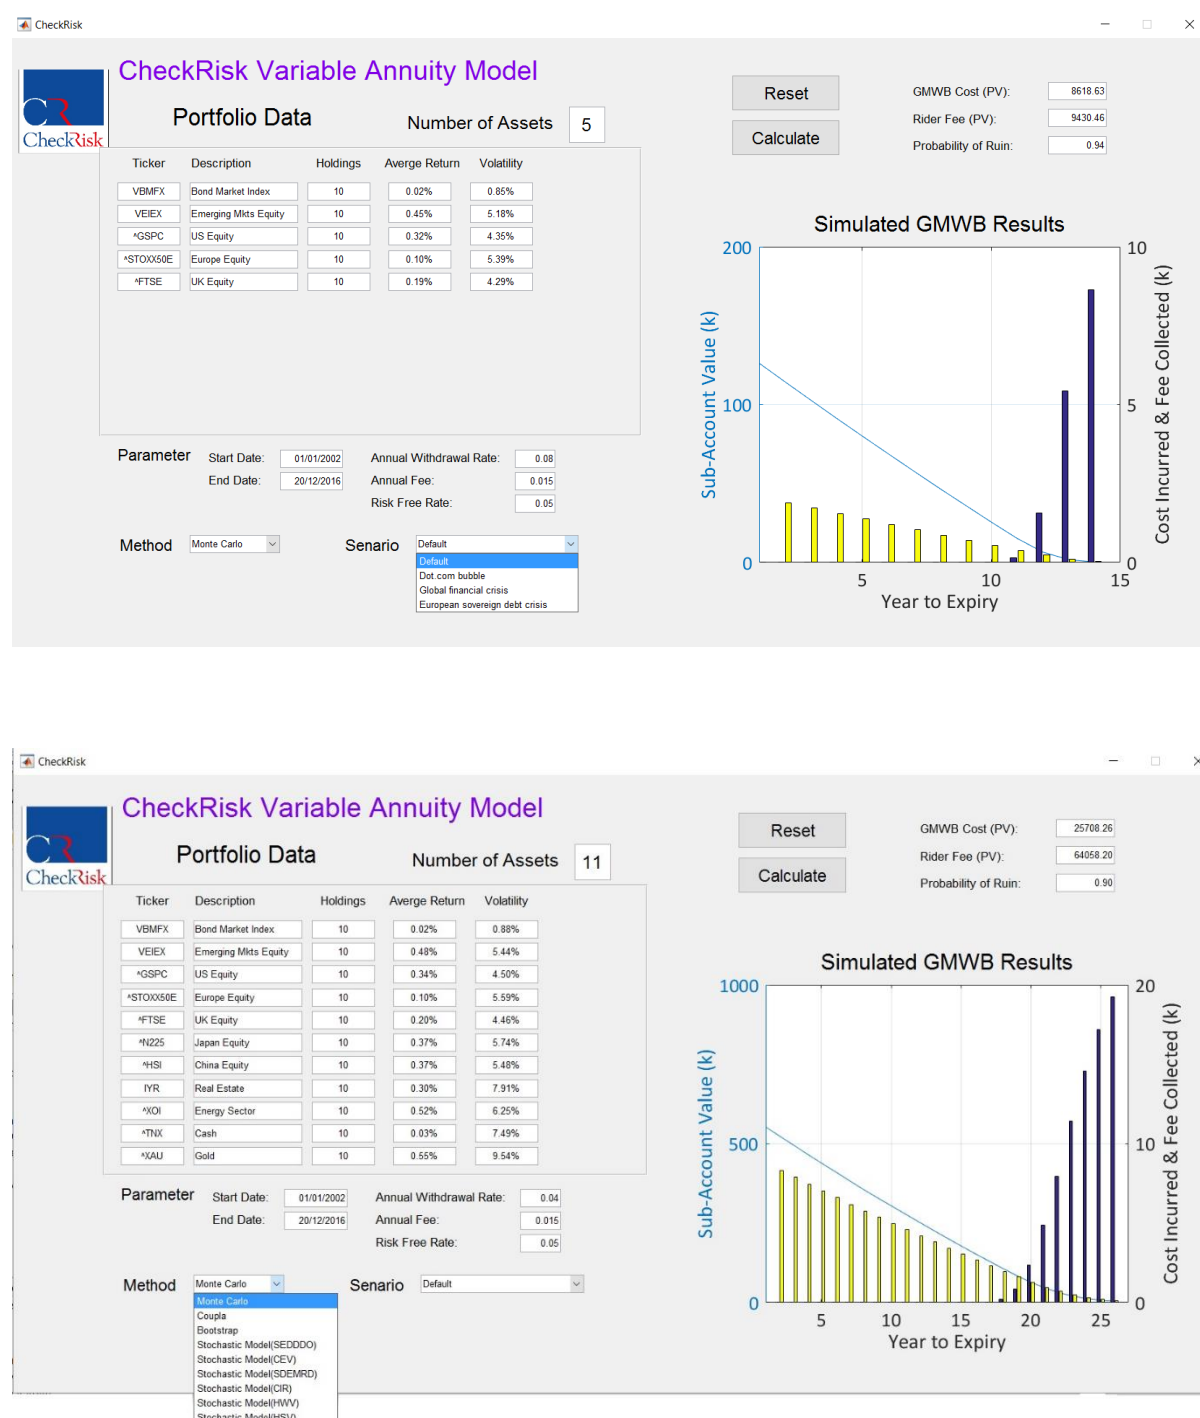 CheckRisk
CheckRisk Variable Annuity Model
CR
CheckRisk
Portfolio Data
Number of Assets 5
Reset
Calculate
GMWB Cost (PV): 8618.63
Rider Fee (PV): 9430.46
Probability of Ruin: 0.94
Ticker Description Holdings Averge Return Volatility
VBMFX Bond Market Index 10 0.02% 0.85%
VEIEX Emerging Mkts Equity 10 0.45% 5.18%
^GSPC US Equity 10 0.32% 4.35%
^STOXX50E Europe Equity 10 0.10% 5.39%
^FTSE UK Equity 10 0.19% 4.29%
Parameter Start Date: 01/01/2002 Annual Withdrawal Rate: 0.08
End Date: 20/12/2016 Annual Fee: 0.015
Risk Free Rate: 0.05
Method Monte Carlo Senario Default
Default
Dot.com bubble
Global financial crisis
European sovereign debt crisis
Simulated GMWB Results
200 10
100 5
0 0
5 10 15
Year to Expiry
Sub-Account Value (k)
Cost Incurred & Fee Collected (k)
CheckRisk
CheckRisk Variable Annuity Model
CR
CheckRisk
Portfolio Data
Number of Assets 11
Reset
Calculate
GMWB Cost (PV): 25708.26
Rider Fee (PV): 64058.20
Probability of Ruin: 0.90
Ticker Description Holdings Averge Return Volatility
VBMFX Bond Market Index 10 0.02% 0.88%
VEIEX Emerging Mkts Equity 10 0.48% 5.44%
^GSPC US Equity 10 0.34% 4.50%
^STOXX50E Europe Equity 10 0.10% 5.59%
^FTSE UK Equity 10 0.20% 4.46%
^N225 Japan Equity 10 0.37% 5.74%
^HSI China Equity 10 0.37% 5.48%
IYR Real Estate 10 0.30% 7.91%
^XOI Energy Sector 10 0.52% 6.25%
^TNX Cash 10 0.03% 7.49%
^XAU Gold 10 0.55% 9.54%
Parameter Start Date: 01/01/2002 Annual Withdrawal Rate: 0.04
End Date: 20/12/2016 Annual Fee: 0.015
Risk Free Rate: 0.05
Method Monte Carlo Senario Default
Monte Carlo
Coupla
Bootstrap
Stochastic Model(SEDDDO)
Stochastic Model(CEV)
Stochastic Model(SDEMRD)
Stochastic Model(CIR)
Stochastic Model(HWV)
Stochastic Model(HSV)
Simulated GMWB Results
1000 20
500 10
0 0
5 10 15 20 25
Year to Expiry
Sub-Account Value (k)
Cost Incurred & Fee Collected (k)